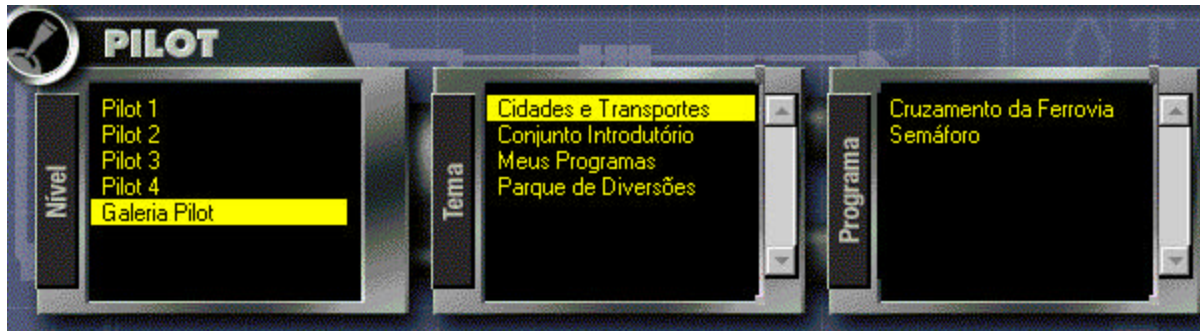 PILOT
Nível
Pilot 1
Pilot 2
Pilot 3
Pilot 4
Galeria Pilot
Tema
Cidades e Transportes
Conjunto Introdutório
Meus Programas
Parque de Diversões
Programa
Cruzamento da Ferrovia
Semáforo
PILOT